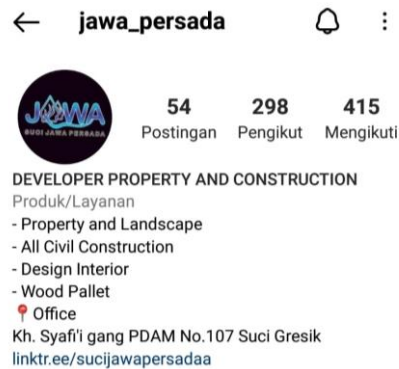 jawa_persada
JAWA
SUCI JAWA PERSADA
54
298
415
Postingan
Pengikut
Mengikuti
DEVELOPER PROPERTY AND CONSTRUCTION
Produk/Layanan
- Property and Landscape
- All Civil Construction
- Design Interior
- Wood Pallet
📍 Office
Kh. Syafi'i gang PDAM No.107 Suci Gresik
linktr.ee/sucijawapersadaa